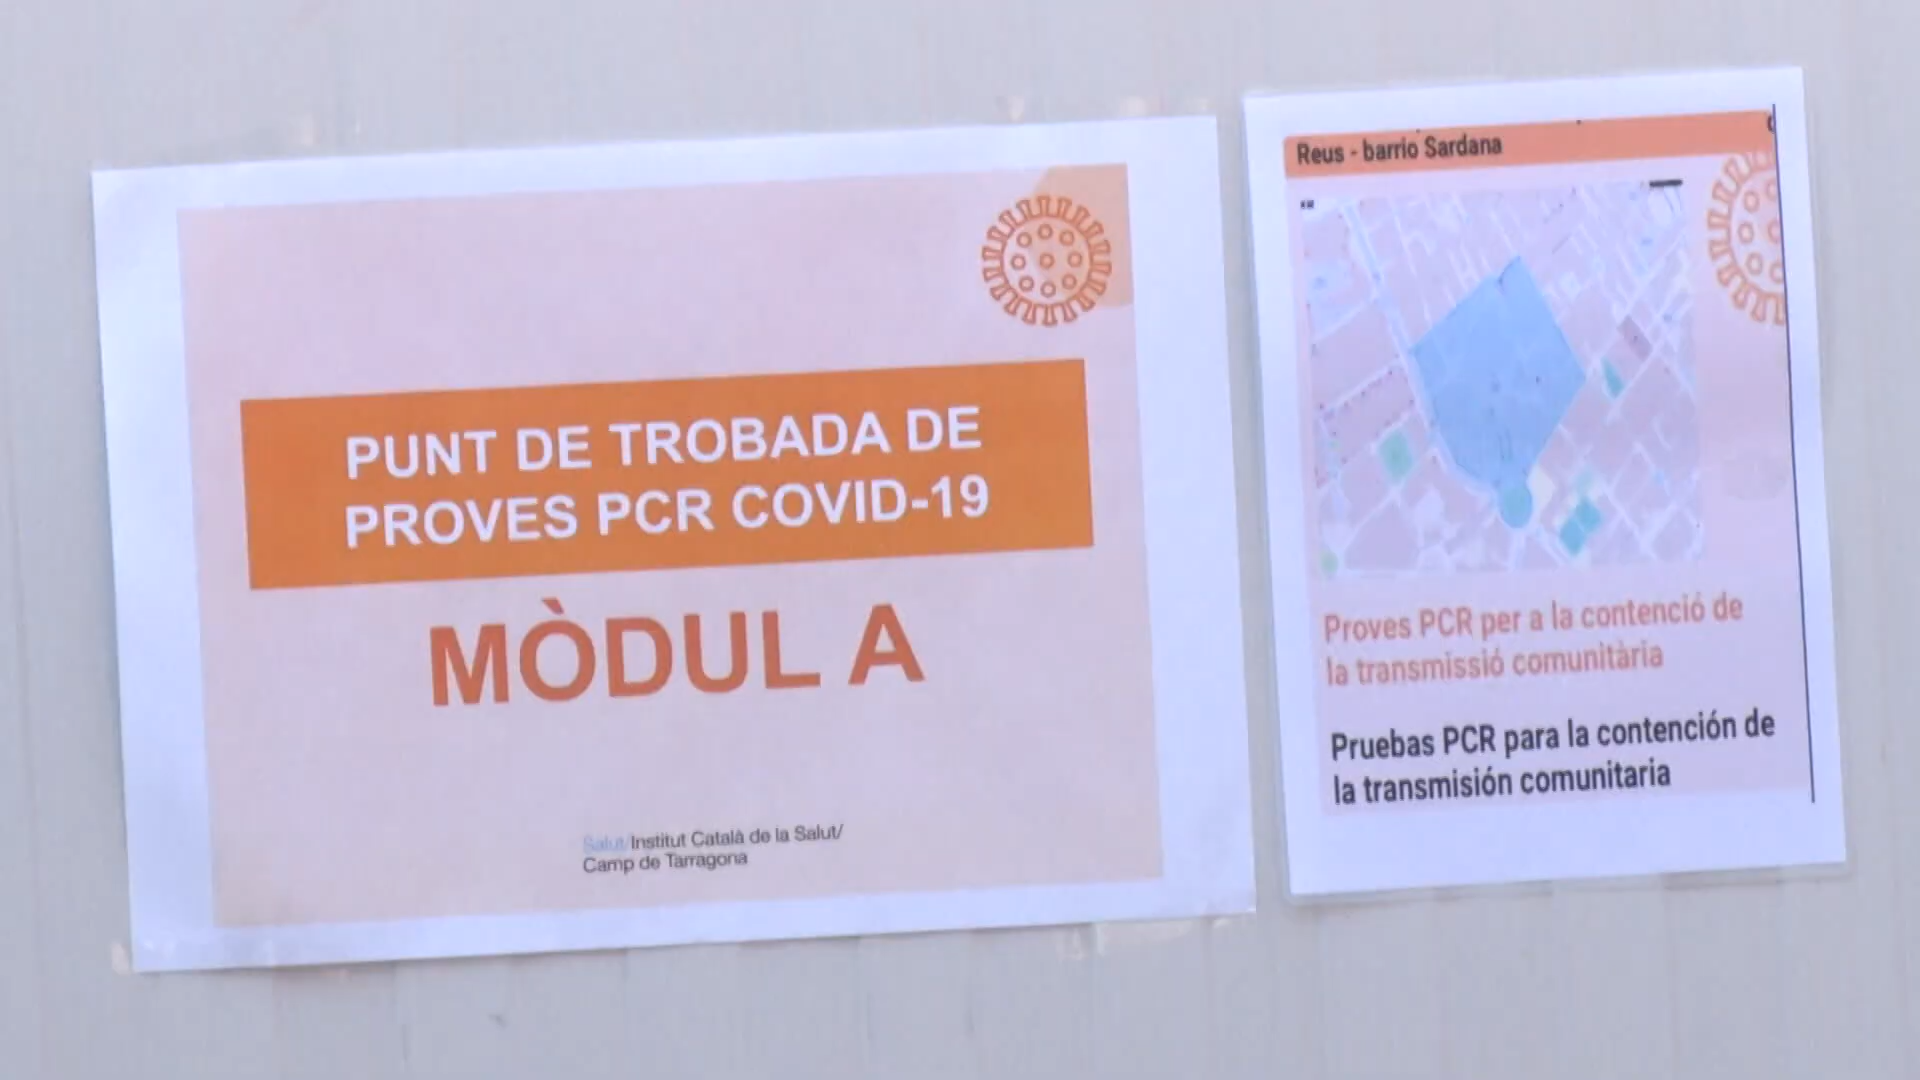 PUNT DE TROBADA DE
PROVES PCR COVID-19
MÒDUL A
Salut/Institut Català de la Salut/
Camp de Tarragona
Reus - barrio Sardana
Proves PCR per a la contenció de
la transmissió comunitària
Pruebas PCR para la contención de
la transmisión comunitaria